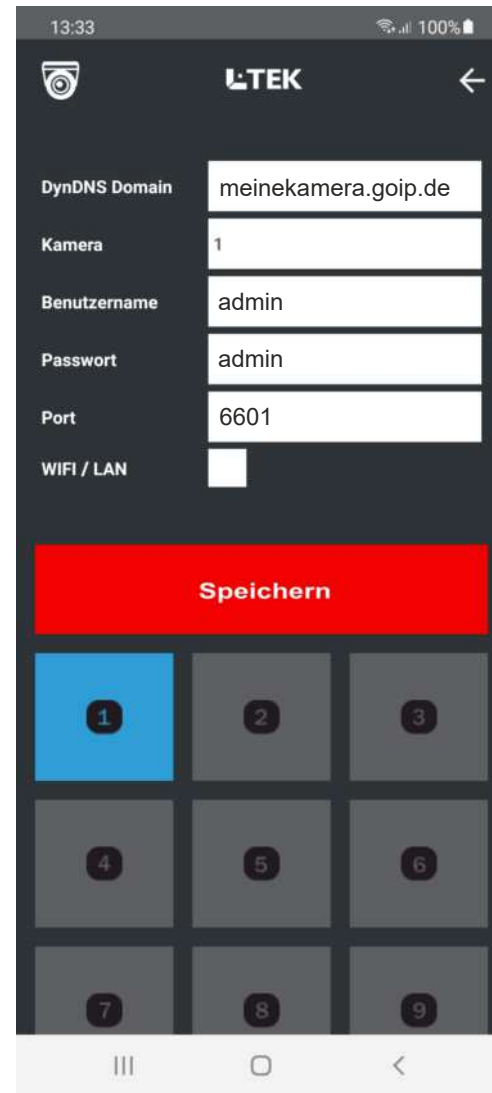 13:33 100%
L:TEK
DynDNS Domain meinekamera.goip.de
Kamera 1
Benutzername admin
Passwort admin
Port 6601
WIFI / LAN
Speichern
1 2 3
4 5 6
7 8 9